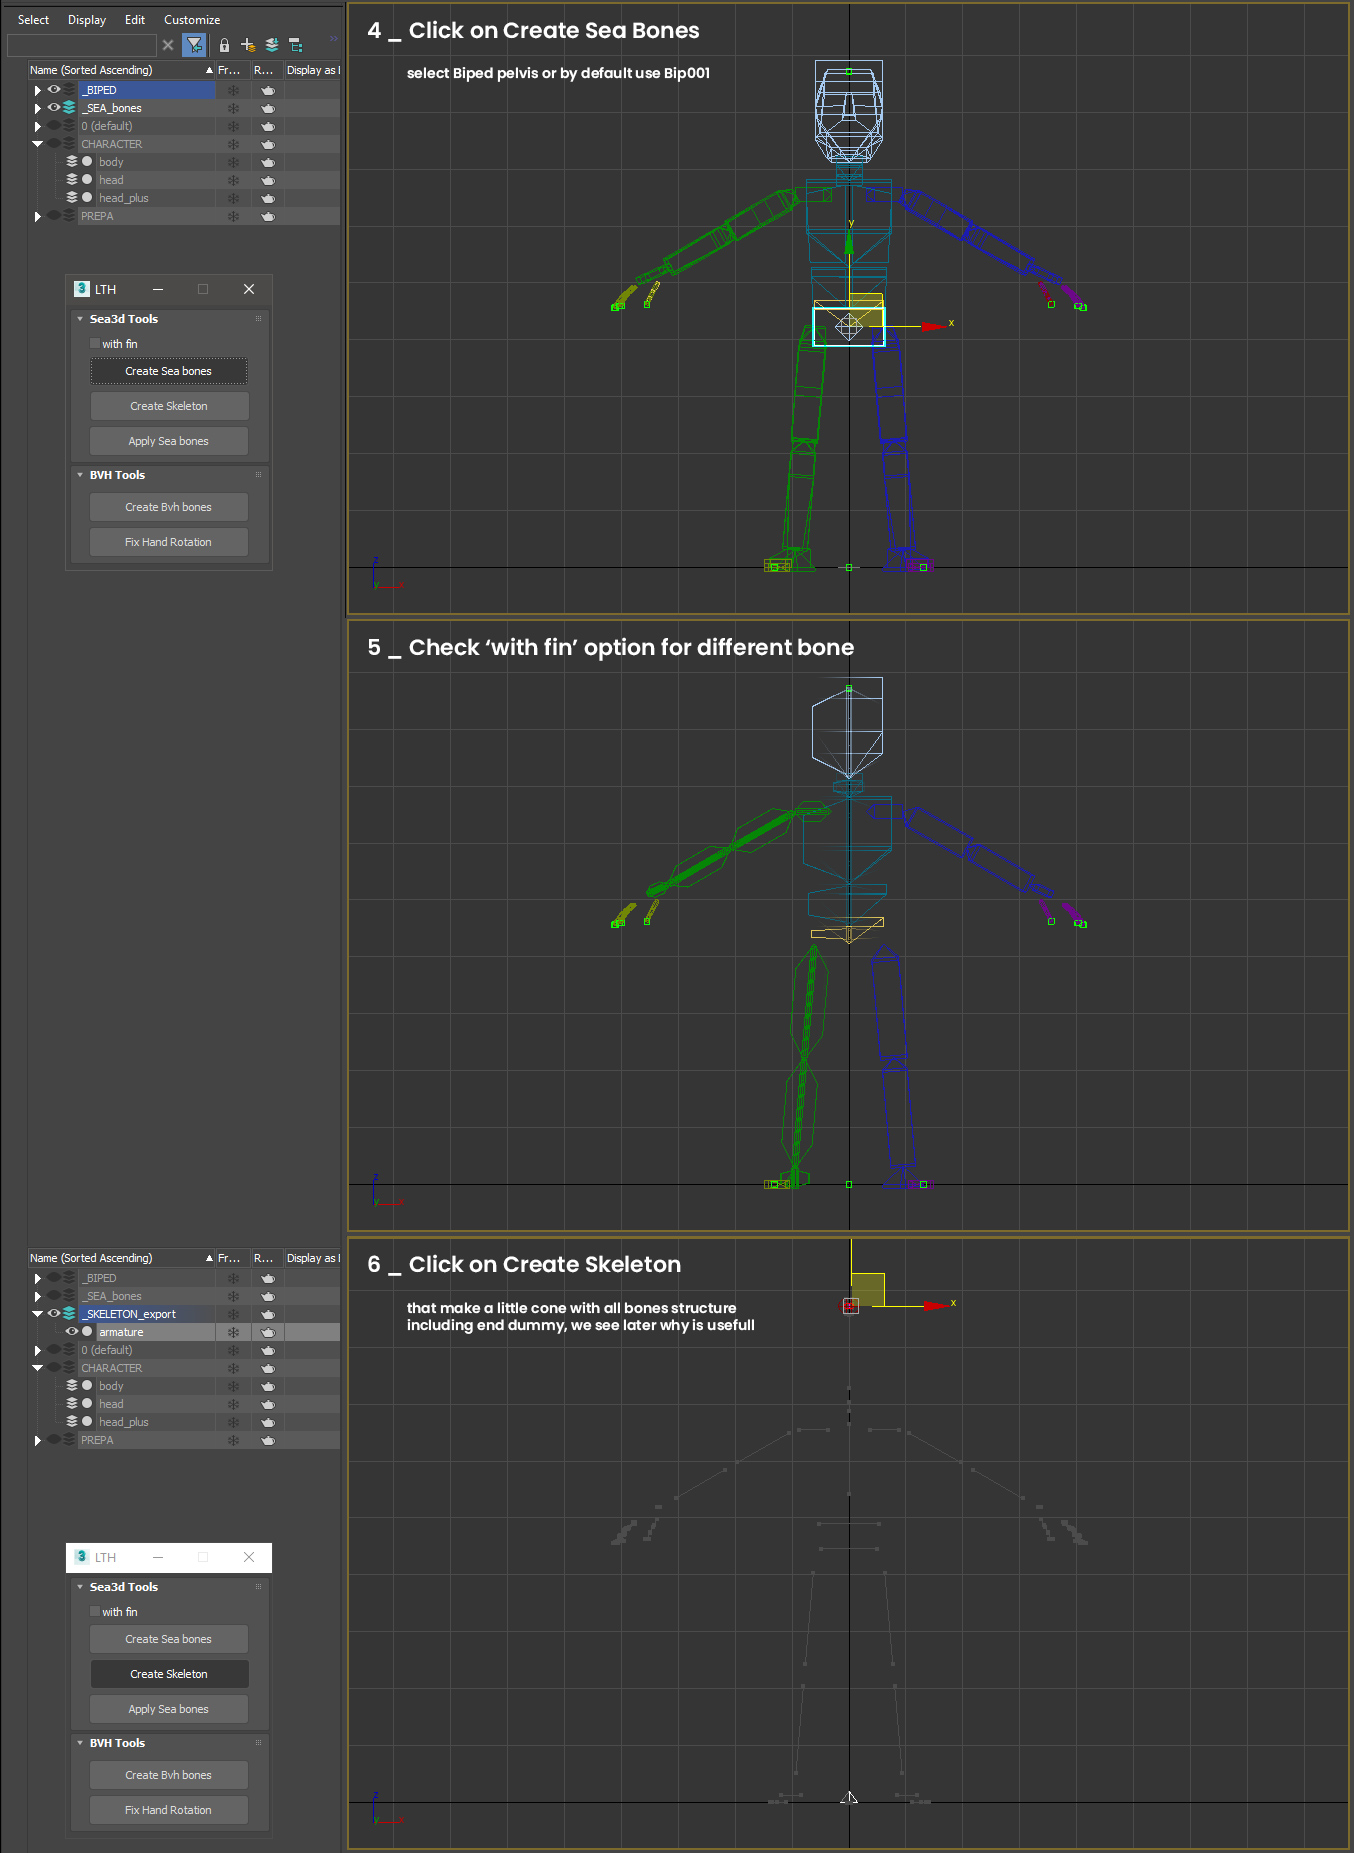 Select Display Edit Customize
Name (Sorted Ascending) Fr... R... Display as
_BIPED
_SEA_bones
0 (default)
CHARACTER
body
head
head_plus
PREPA
3 LTH
Sea3d Tools
with fin
Create Sea bones
Create Skeleton
Apply Sea bones
BVH Tools
Create Bvh bones
Fix Hand Rotation
4 _ Click on Create Sea Bones
select Biped pelvis or by default use Bip001
y
x
z
y
x
5 _ Check ‘with fin’ option for different bone
z
y
Name (Sorted Ascending) Fr... R... Display as
_BIPED
_SEA_bones
_SKELETON_export
armature
0 (default)
CHARACTER
body
head
head_plus
PREPA
3 LTH
Sea3d Tools
with fin
Create Sea bones
Create Skeleton
Apply Sea bones
BVH Tools
Create Bvh bones
Fix Hand Rotation
6 _ Click on Create Skeleton
that make a little cone with all bones structure
including end dummy, we see later why is usefull
x
z
y